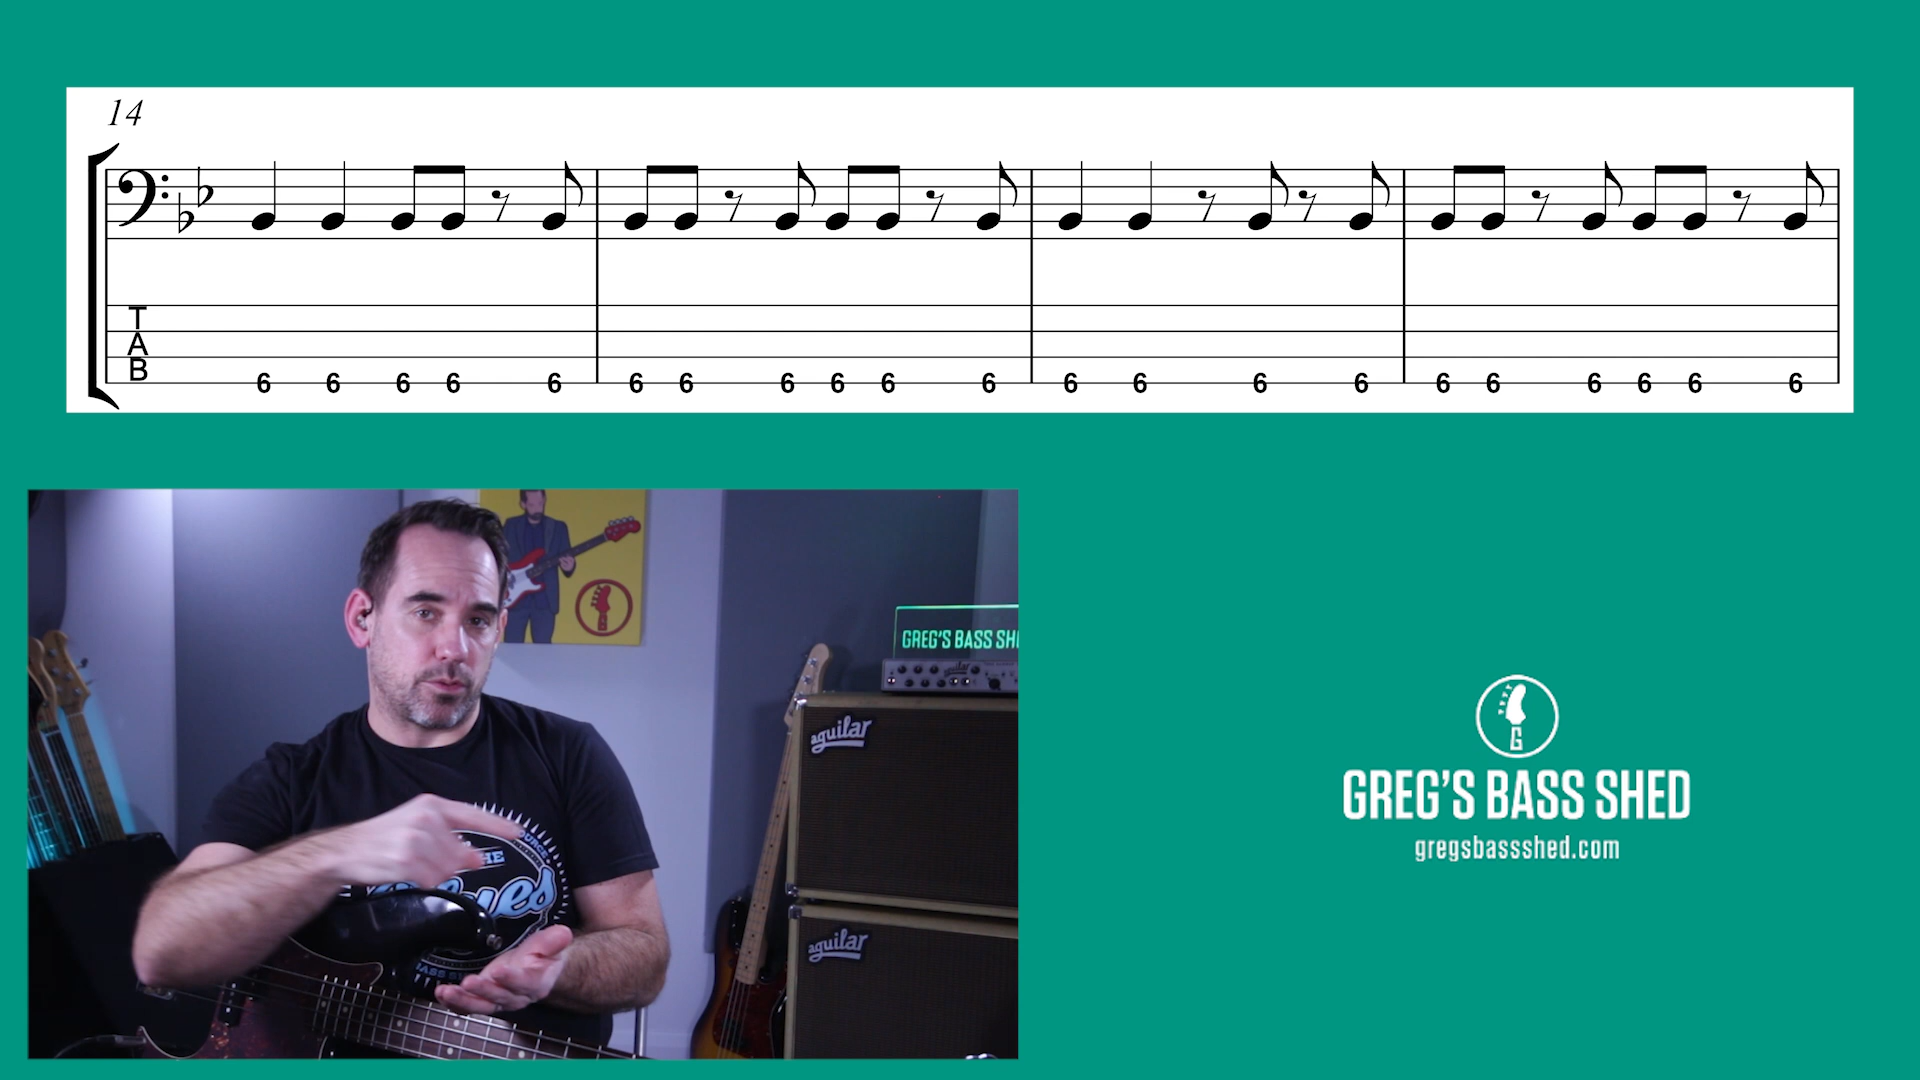 14
T
A
B
6 6 6 6 6 6 6 6 6 6 6 6 6 6 6 6 6 6 6 6 6
GREG'S BASS SH
aguilar
aguilar
THE
GREG'S BASS SHED
gregsbassshed.com